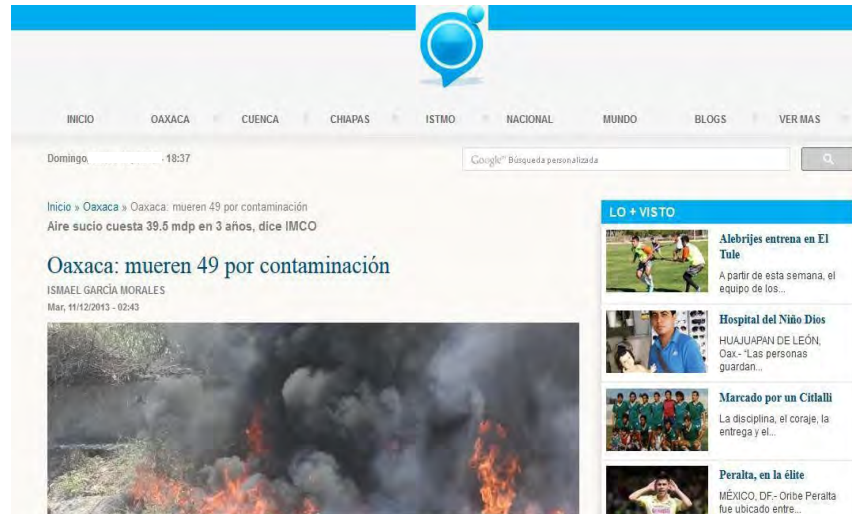 INICIO OAXACA CUENCA CHIAPAS ISTMO NACIONAL MUNDO BLOGS VER MAS
Domingo, - 18:37
Google™ Búsqueda personalizada
Inicio » Oaxaca » Oaxaca: mueren 49 por contaminación
Aire sucio cuesta 39.5 mdp en 3 años, dice IMCO
Oaxaca: mueren 49 por contaminación
ISMAEL GARCÍA MORALES
Mar, 11/12/2013 - 02:43
LO + VISTO
Alebrijes entrena en El
Tule
A partir de esta semana, el
equipo de los...
Hospital del Niño Dios
HUAJUAPAN DE LEÓN,
Oax.- “Las personas
guardan...
Marcado por un Citlalli
La disciplina, el coraje, la
entrega y el...
Peralta, en la élite
MÉXICO, DF.- Oribe Peralta
fue ubicado entre...